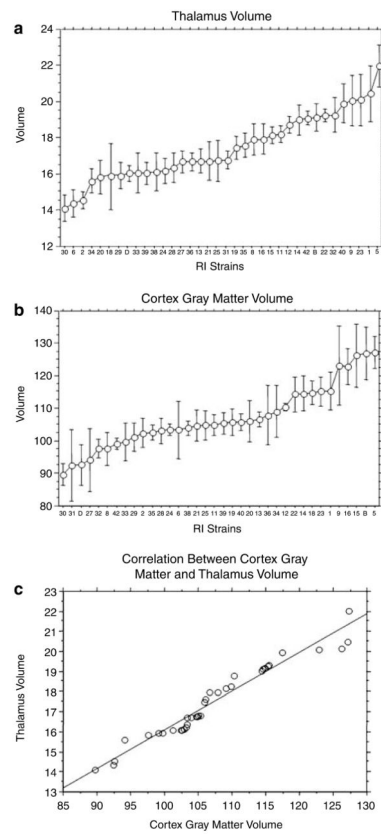 a
Thalamus Volume
24
22
20
18
16
14
12
Volume
30 6 2 34 20 18 29 D 33 39 38 24 28 27 36 13 21 25 31 19 35 8 16 15 11 12 14 42 B 22 32 40 9 23 1 5
RI Strains
b
Cortex Gray Matter Volume
140
130
120
110
100
90
80
Volume
30 31 D 27 32 8 42 33 29 2 35 28 24 6 38 21 25 11 39 19 40 20 13 36 34 12 22 14 18 23 1 9 16 15 B 5
RI Strains
Correlation Between Cortex Gray
Matter and Thalamus Volume
c
23
22
21
20
19
18
17
16
15
14
13
Thalamus Volume
85 90 95 100 105 110 115 120 125 130
Cortex Gray Matter Volume